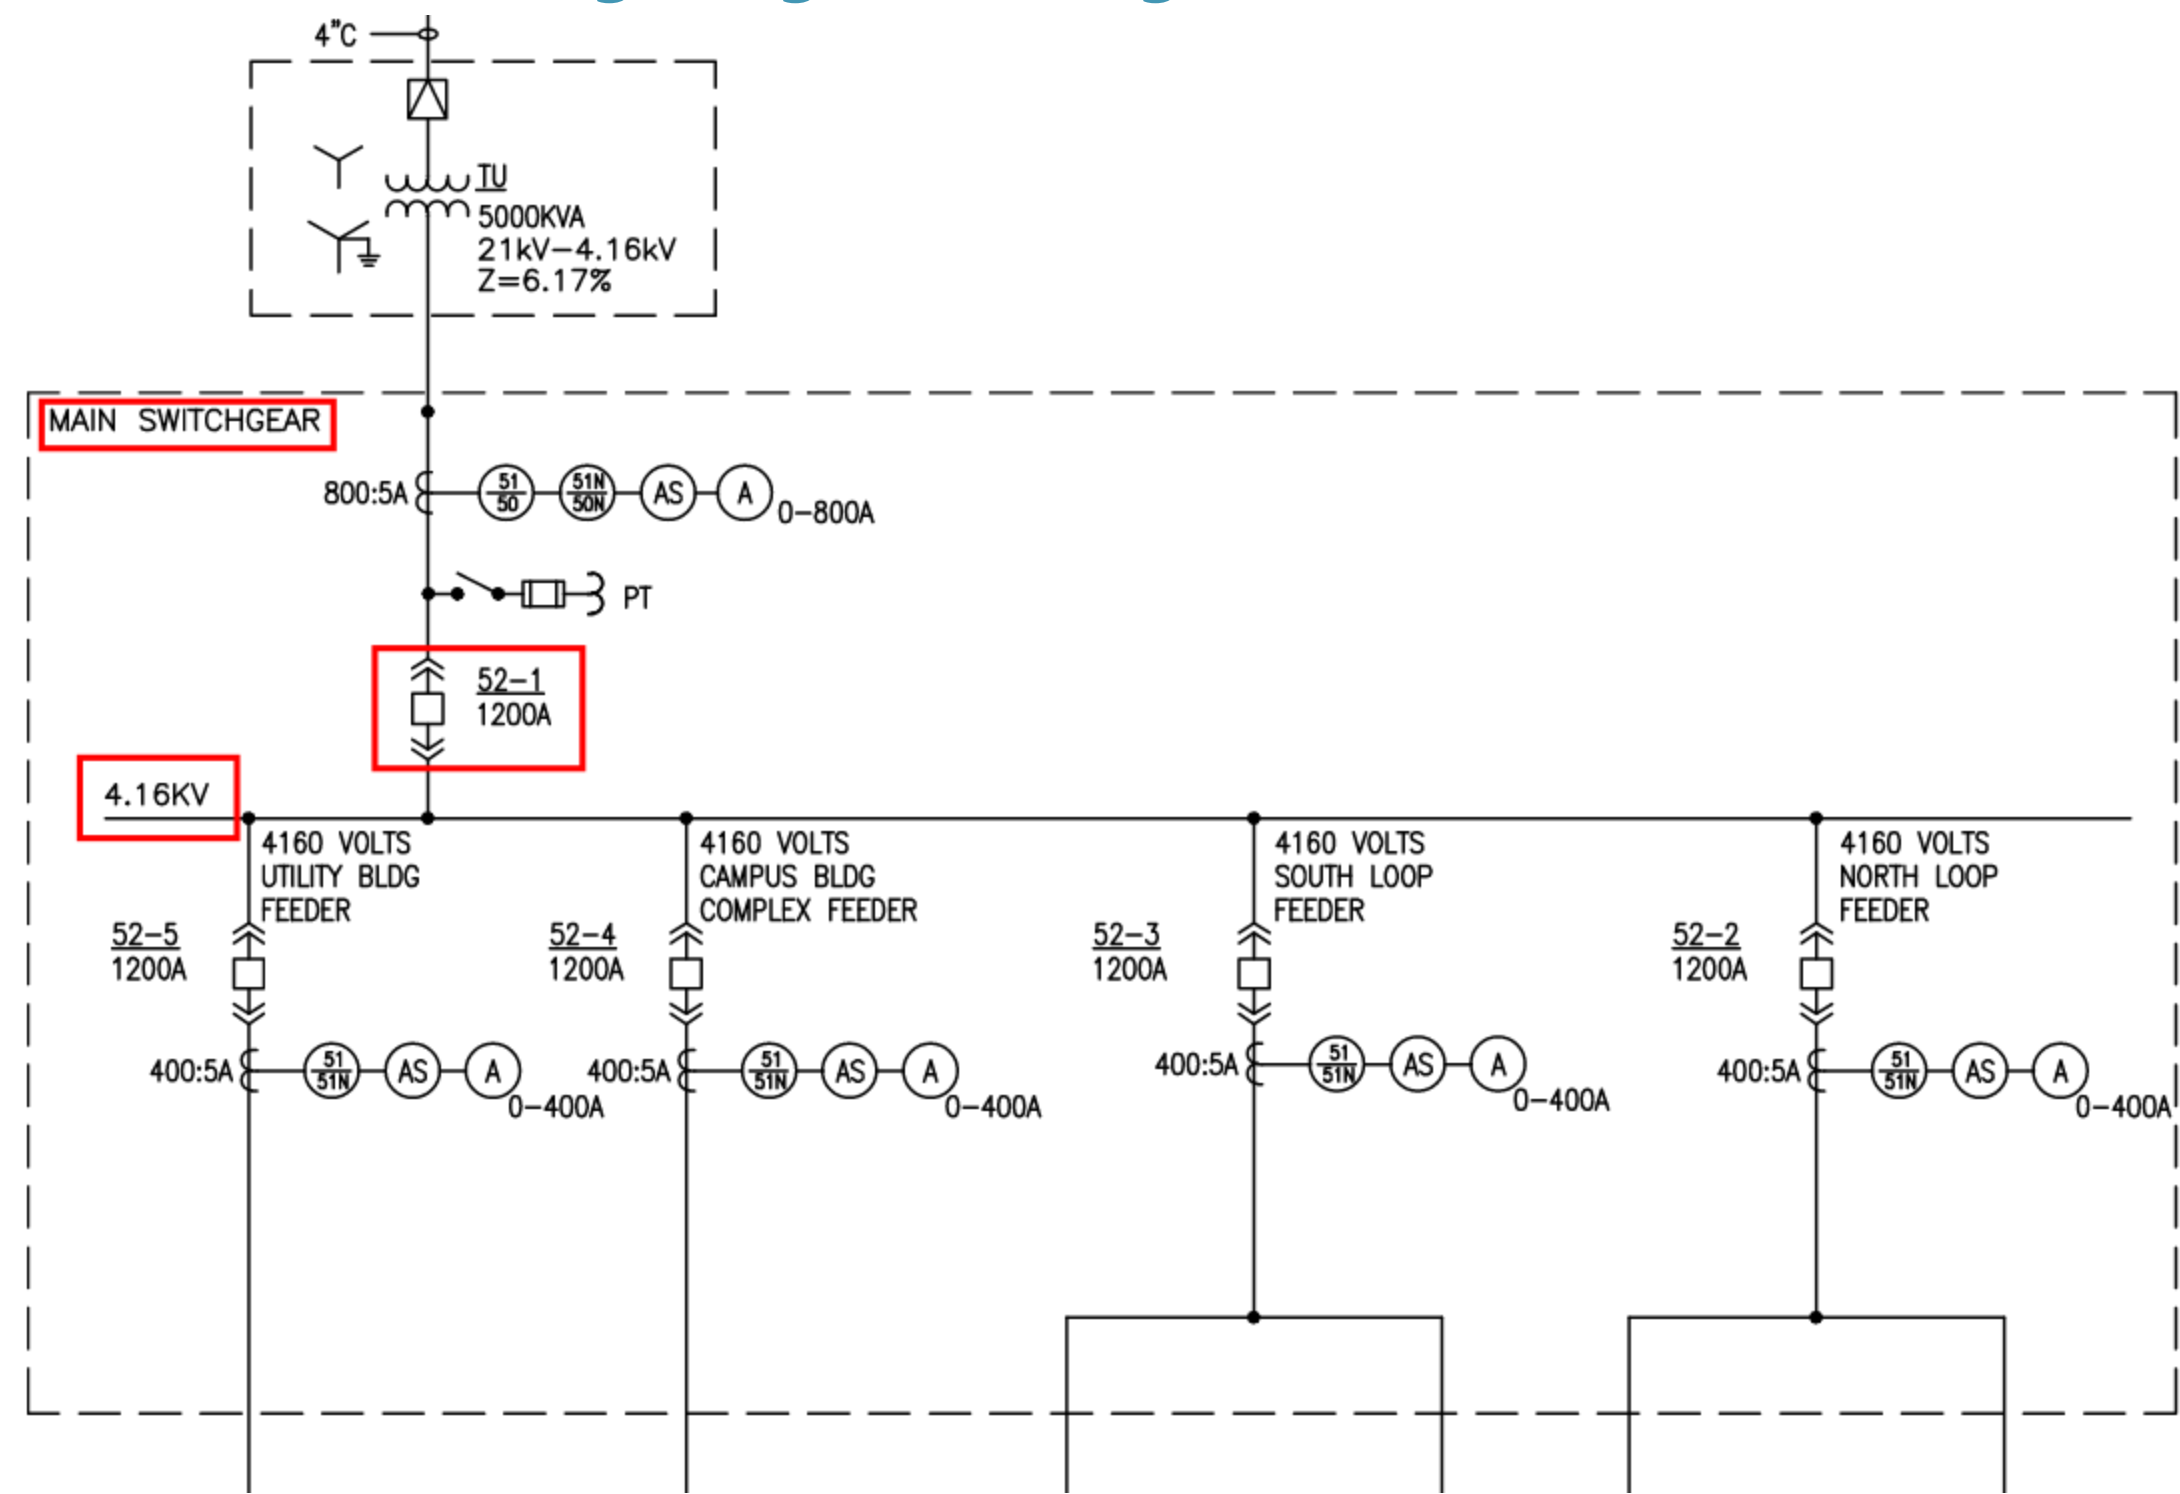 4"C
TU
5000KVA
21kV-4.16kV
Z=6.17%
MAIN SWITCHGEAR
800:5A
51
50
51N
50N
AS
A
0-800A
PT
52-1
1200A
4.16KV
4160 VOLTS
UTILITY BLDG
FEEDER
52-5
1200A
400:5A
51
51N
AS
A
0-400A
4160 VOLTS
CAMPUS BLDG
COMPLEX FEEDER
52-4
1200A
400:5A
51
51N
AS
A
0-400A
4160 VOLTS
SOUTH LOOP
FEEDER
52-3
1200A
400:5A
51
51N
AS
A
0-400A
4160 VOLTS
NORTH LOOP
FEEDER
52-2
1200A
400:5A
51
51N
AS
A
0-400A